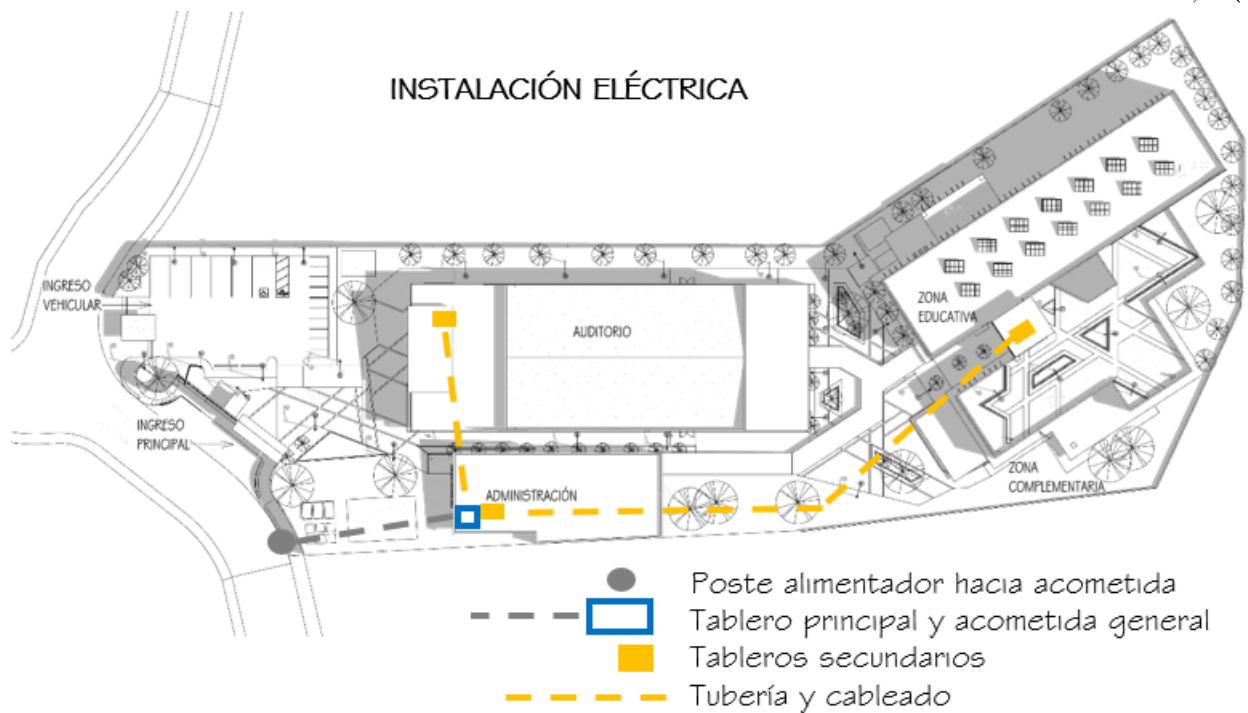 INSTALACIÓN ELÉCTRICA
INGRESO
VEHICULAR
AUDITORIO
ZONA
EDUCATIVA
INGRESO
PRINCIPAL
ADMINISTRACIÓN
ZONA
COMPLEMENTARIA
Poste alimentador hacia acometida
Tablero principal y acometida general
Tableros secundarios
Tubería y cableado